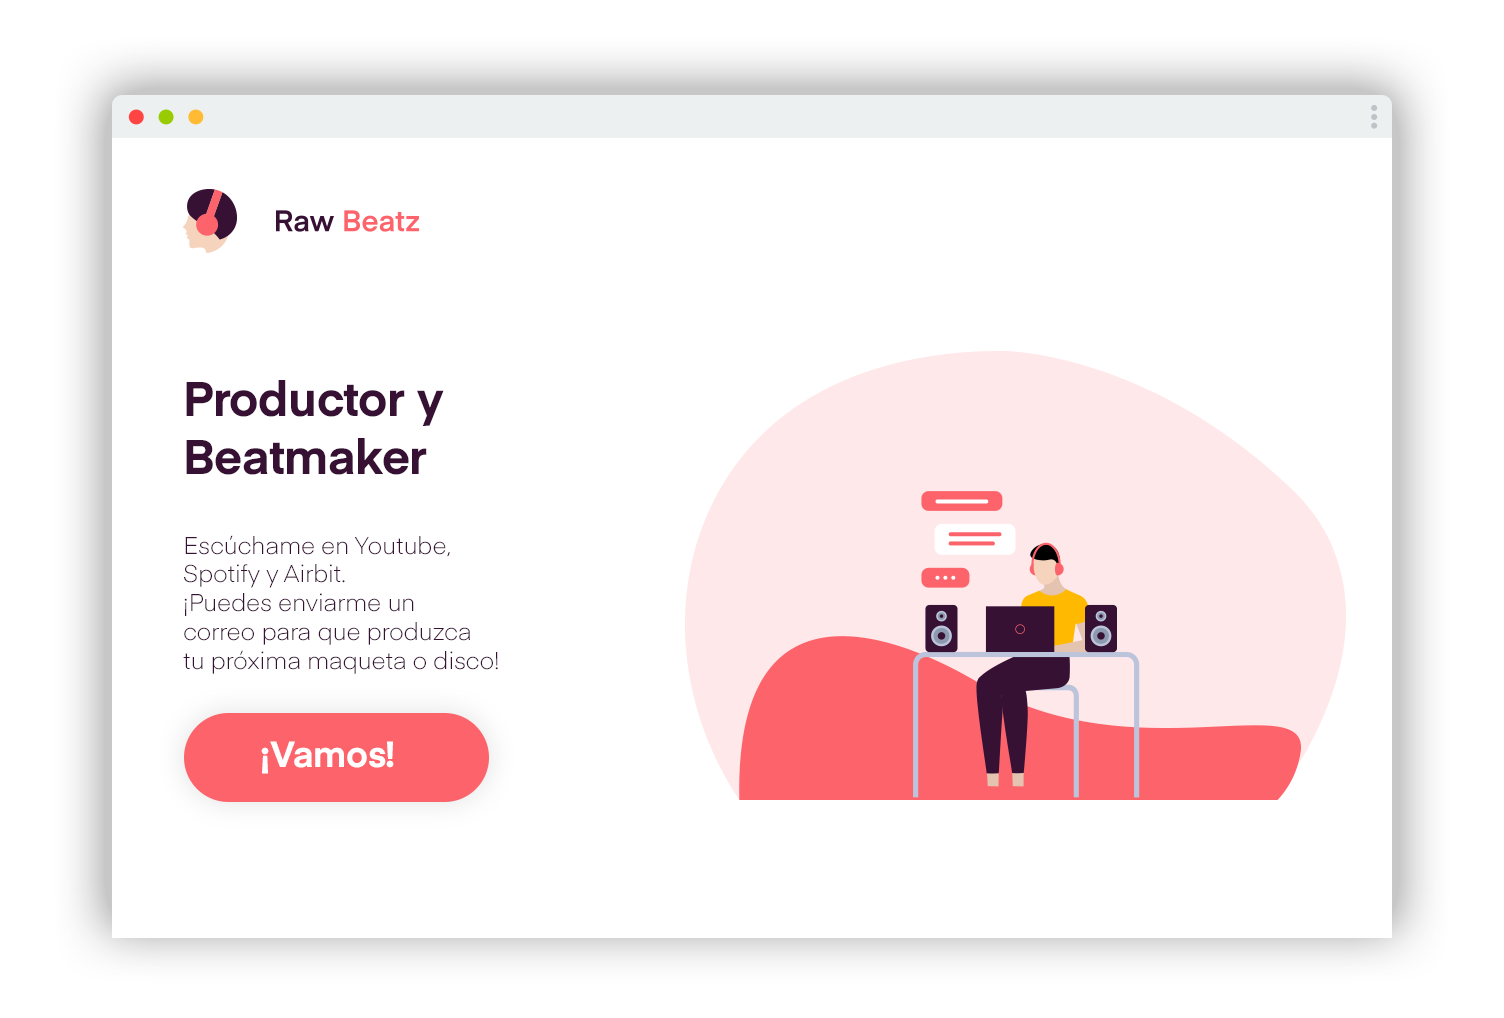 Raw Beatz
Productor y
Beatmaker
Escúchame en Youtube,
Spotify y Airbit.
¡Puedes enviarme un
correo para que produzca
tu próxima maqueta o disco!
¡Vamos!